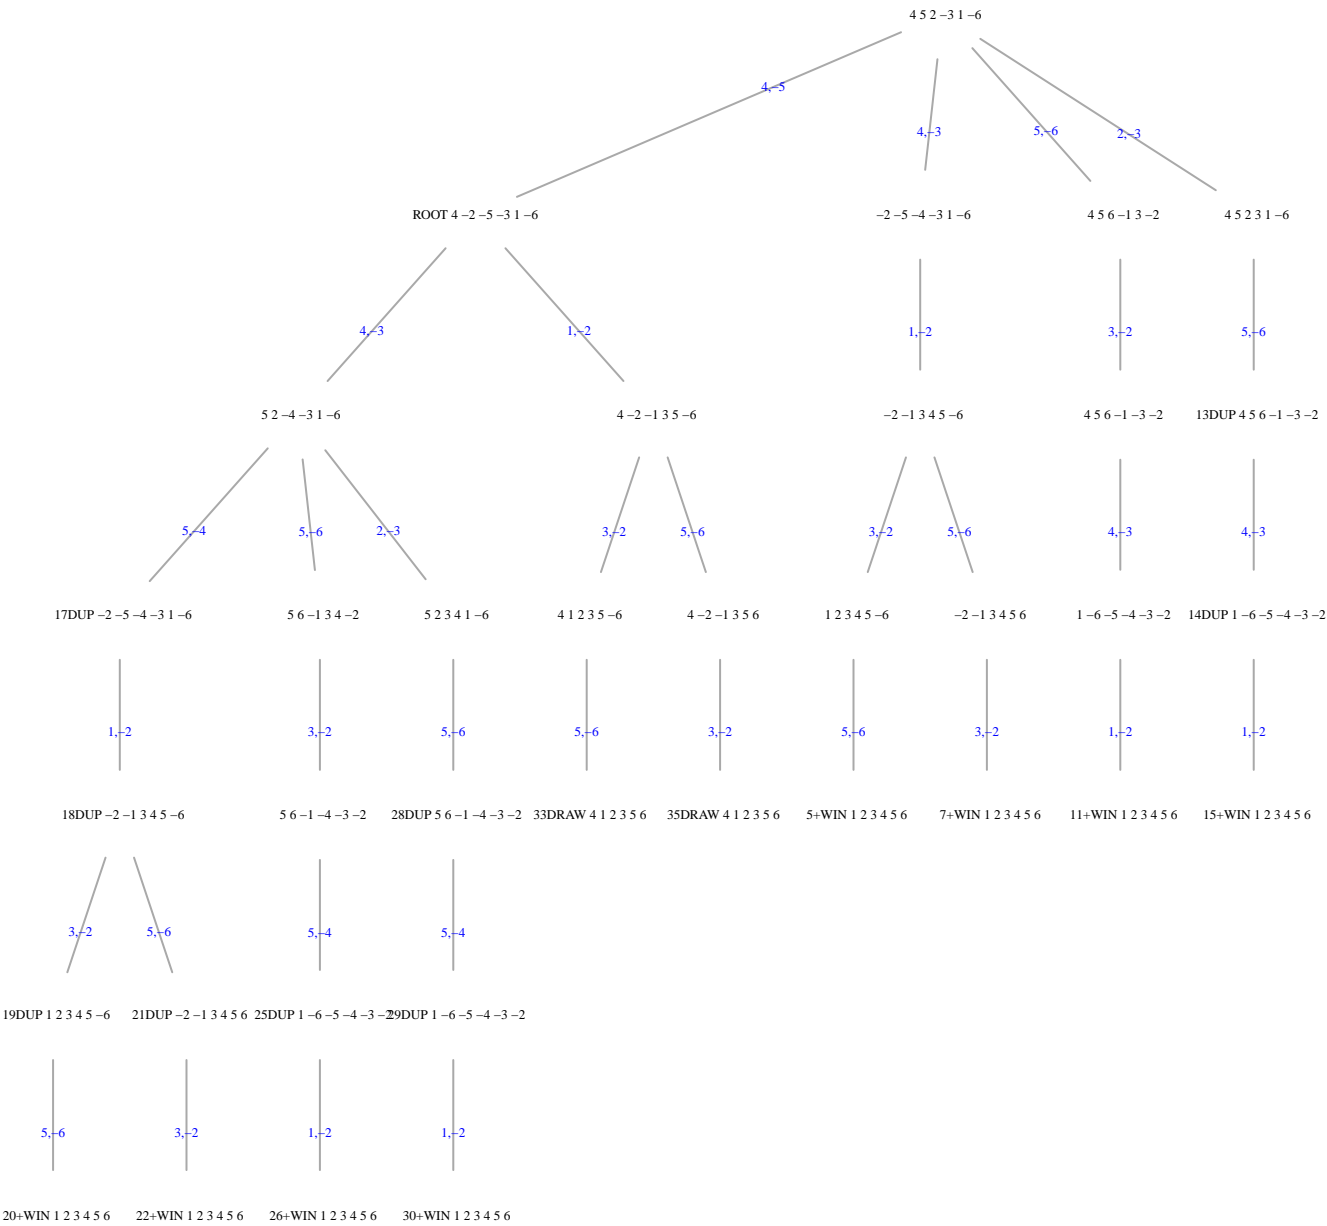 4 5 2 −3 1 −6
4,−5
4,−3
5,−6
2,−3
ROOT 4 −2 −5 −3 1 −6
−2 −5 −4 −3 1 −6
4 5 6 −1 3 −2
4 5 2 3 1 −6
4,−3
1,−2
1,−2
3,−2
5,−6
5 2 −4 −3 1 −6
4 −2 −1 3 5 −6
−2 −1 3 4 5 −6
4 5 6 −1 −3 −2
13DUP 4 5 6 −1 −3 −2
5,−4
5,−6
2,−3
3,−2
5,−6
3,−2
5,−6
4,−3
4,−3
17DUP −2 −5 −4 −3 1 −6
5 6 −1 3 4 −2
5 2 3 4 1 −6
4 1 2 3 5 −6
4 −2 −1 3 5 6
1 2 3 4 5 −6
−2 −1 3 4 5 6
1 −6 −5 −4 −3 −2
14DUP 1 −6 −5 −4 −3 −2
1,−2
3,−2
5,−6
5,−6
3,−2
5,−6
3,−2
1,−2
1,−2
18DUP −2 −1 3 4 5 −6
5 6 −1 −4 −3 −2
28DUP 5 6 −1 −4 −3 −2
33DRAW 4 1 2 3 5 6
35DRAW 4 1 2 3 5 6
5+WIN 1 2 3 4 5 6
7+WIN 1 2 3 4 5 6
11+WIN 1 2 3 4 5 6
15+WIN 1 2 3 4 5 6
3,−2
5,−6
5,−4
5,−4
19DUP 1 2 3 4 5 −6
21DUP −2 −1 3 4 5 6
25DUP 1 −6 −5 −4 −3 −2
29DUP 1 −6 −5 −4 −3 −2
5,−6
3,−2
1,−2
1,−2
20+WIN 1 2 3 4 5 6
22+WIN 1 2 3 4 5 6
26+WIN 1 2 3 4 5 6
30+WIN 1 2 3 4 5 6